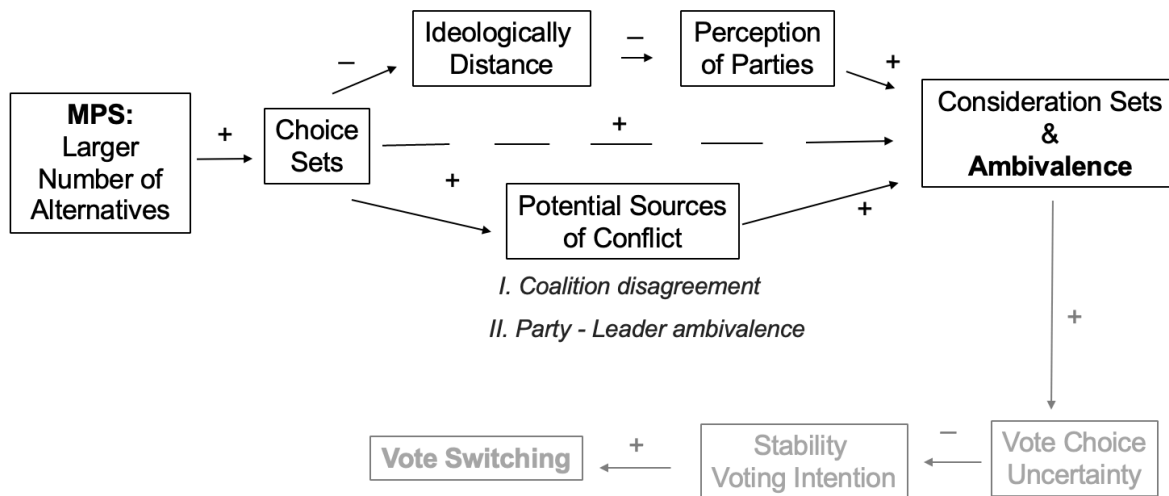 MPS:
Larger
Number of
Alternatives
+
Choice
Sets
–
Ideologically
Distance
–
Perception
of Parties
+
+
+
Potential Sources
of Conflict
+
I. Coalition disagreement
II. Party - Leader ambivalence
Consideration Sets
&
Ambivalence
+
Vote Choice
Uncertainty
–
Stability
Voting Intention
+
Vote Switching